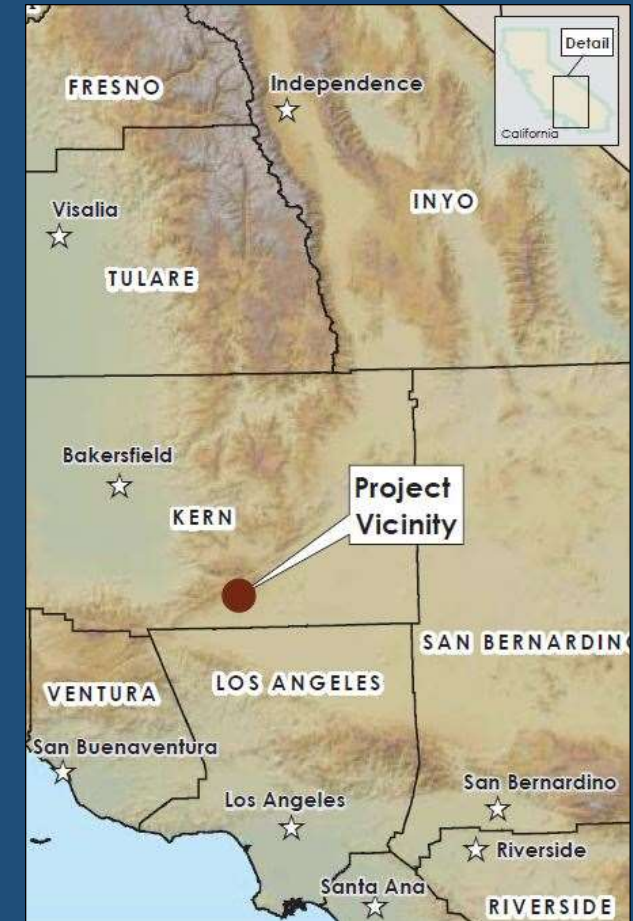 Detail
California
FRESNO
Independence
INYO
Visalia
TULARE
Bakersfield
Project
Vicinity
KERN
SAN BERNARDIN
LOS ANGELES
VENTURA
San Buenaventura
San Bernardino
Los Angeles
Riverside
Santa Ana
RIVERSIDE